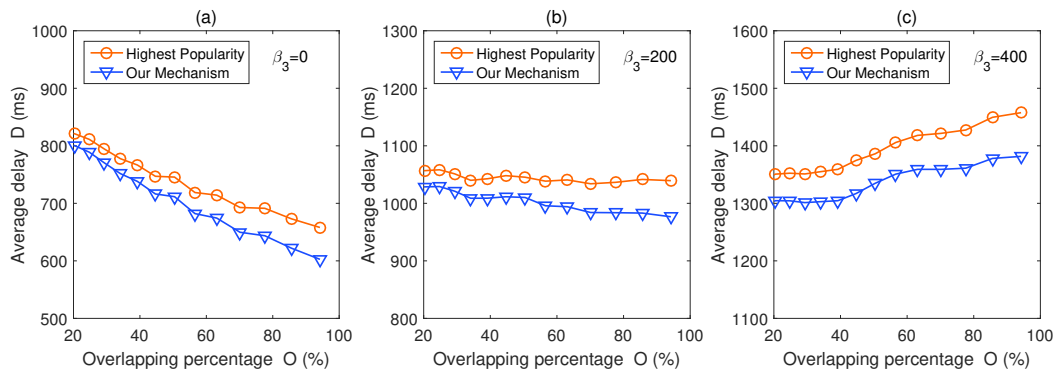 (a)
1000
900
800
700
600
500
20 40 60 80 100
Average delay D (ms)
Overlapping percentage O (%)
Highest Popularity
Our Mechanism
β3=0
(b)
1300
1200
1100
1000
900
800
20 40 60 80 100
Average delay D (ms)
Overlapping percentage O (%)
Highest Popularity
Our Mechanism
β3=200
(c)
1600
1500
1400
1300
1200
1100
20 40 60 80 100
Average delay D (ms)
Overlapping percentage O (%)
Highest Popularity
Our Mechanism
β3=400